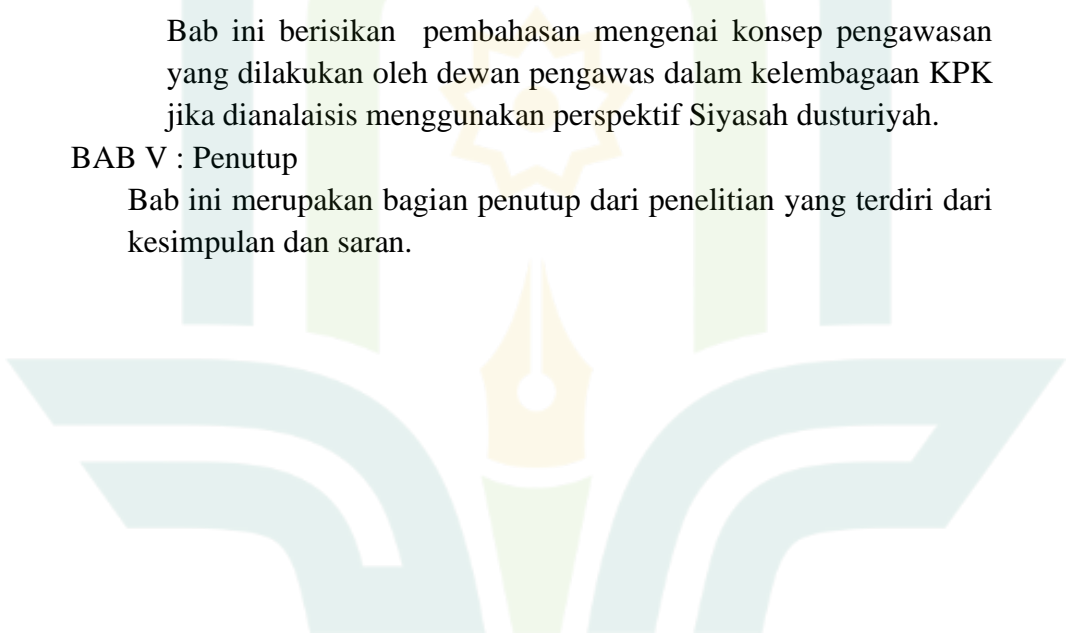 Bab ini berisikan pembahasan mengenai konsep pengawasan
yang dilakukan oleh dewan pengawas dalam kelembagaan KPK
jika dianalaisis menggunakan perspektif Siyasah dusturiyah.
BAB V : Penutup
Bab ini merupakan bagian penutup dari penelitian yang terdiri dari
kesimpulan dan saran.